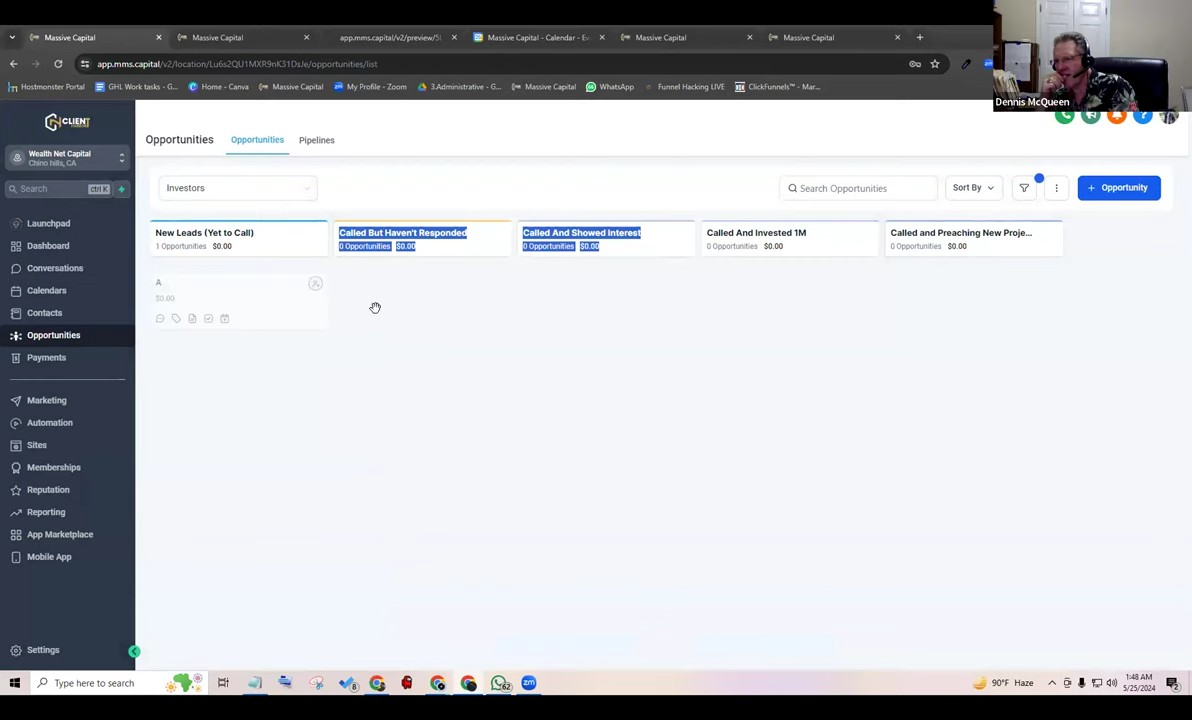 Massive Capital
Massive Capital
app.mms.capital/v2/preview/5l
Massive Capital - Calendar - Eve
Massive Capital
Massive Capital
app.mms.capital/v2/location/Lu6s2QU1MXR9nK31DsJe/opportunities/list
Hostmonster Portal
GHL Work tasks - G...
Home - Canva
Massive Capital
My Profile - Zoom
3.Administrative - G...
Massive Capital
WhatsApp
Funnel Hacking LIVE
ClickFunnels™ - Mar...
Dennis McQueen
CLIENT
Wealth Net Capital
Chino hills, CA
Search
ctrl K
Launchpad
Dashboard
Conversations
Calendars
Contacts
Opportunities
Payments
Marketing
Automation
Sites
Memberships
Reputation
Reporting
App Marketplace
Mobile App
Settings
Opportunities
Opportunities
Pipelines
Investors
Search Opportunities
Sort By
+ Opportunity
New Leads (Yet to Call)
1 Opportunities $0.00
Called But Haven't Responded
0 Opportunities $0.00
Called And Showed Interest
0 Opportunities $0.00
Called And Invested 1M
0 Opportunities $0.00
Called and Preaching New Proje...
0 Opportunities $0.00
A
$0.00
Type here to search
8
62
zm
90°F Haze
1:48 AM
5/25/2024
2